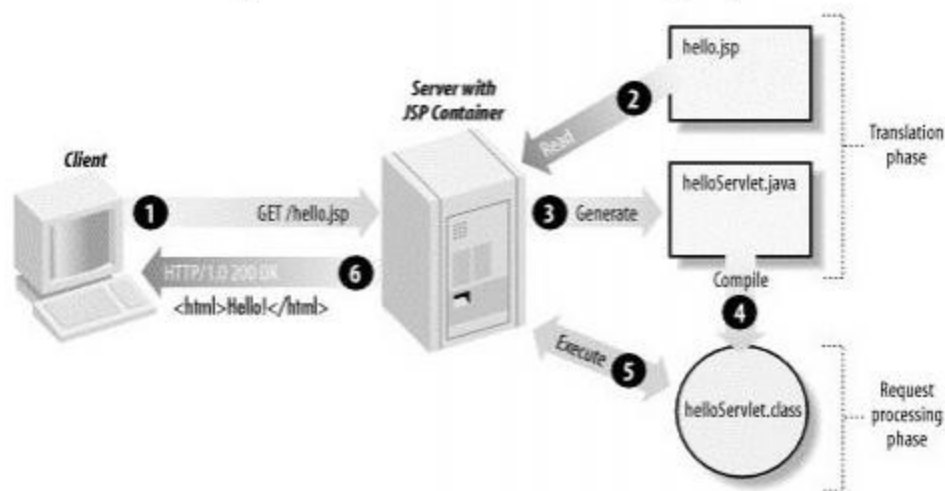 hello.jsp
Server with
JSP Container
2
Read
Translation
phase
Client
helloServlet.java
1
GET /hello.jsp
3
Generate
HTTP/1.0 200 OK
6
<html>Hello!</html>
Compile
4
Execute
5
helloServlet.class
Request
processing
phase